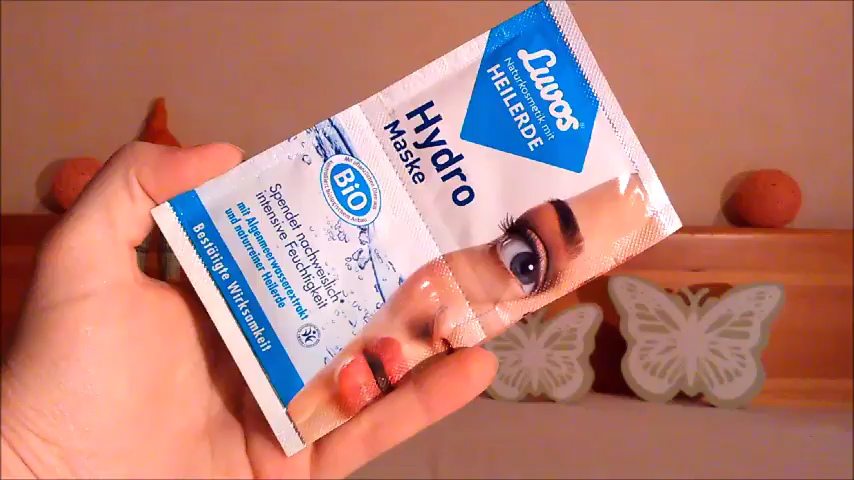 Luvos®
Naturkosmetik mit
HEILERDE
Hydro
Maske
BiO
Spendet nachweislich*
intensive Feuchtigkeit
mit Algenmeerwasserextrakt
und naturreiner Heilerde
Bestätigte Wirksamkeit